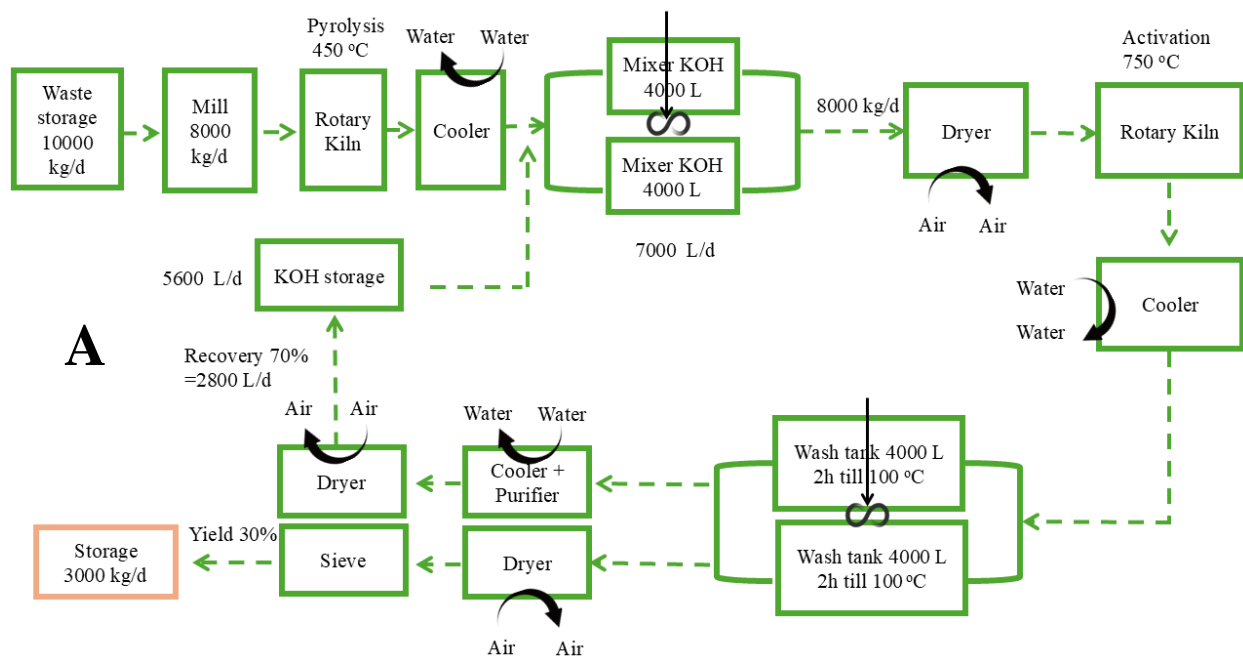 Pyrolysis
450 °C
Water Water
Activation
750 °C
Waste
storage
10000
kg/d
Mill
8000
kg/d
Rotary
Kiln
Cooler
Mixer KOH
4000 L
Mixer KOH
4000 L
7000 L/d
8000 kg/d
Dryer
Air Air
Rotary Kiln
5600 L/d
KOH storage
Water
Water
Cooler
A
Recovery 70%
=2800 L/d
Air Air
Dryer
Water Water
Cooler +
Purifier
Wash tank 4000 L
2h till 100 °C
Wash tank 4000 L
2h till 100 °C
Storage
3000 kg/d
Yield 30%
Sieve
Dryer
Air Air